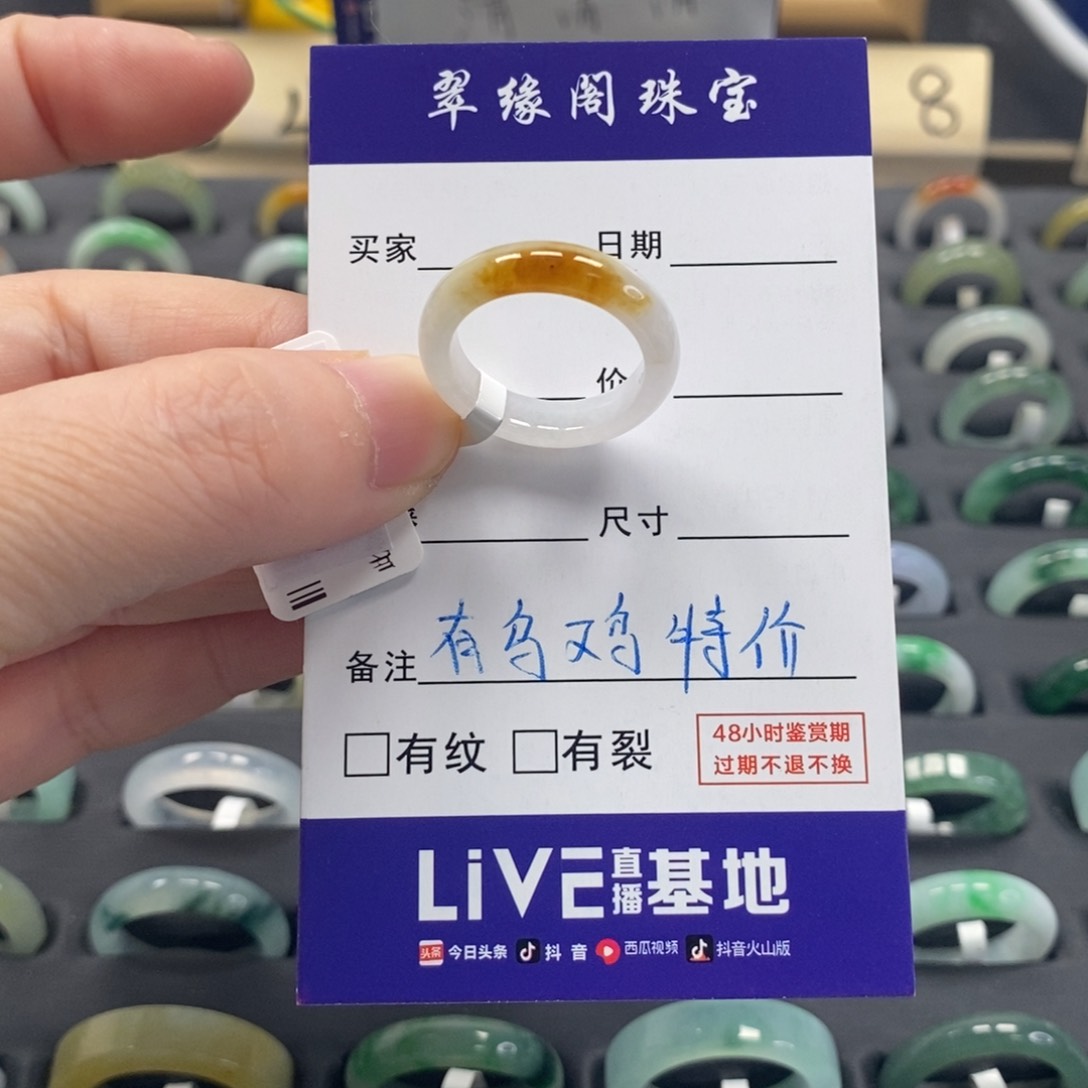 8
翠缘阁珠宝
买家 日期
价
尺寸
备注 有乌又鸡特价
□有纹 □有裂
48小时鉴赏期
过期不退不换
LiVE直播基地
今日头条 抖音 西瓜视频 抖音火山版